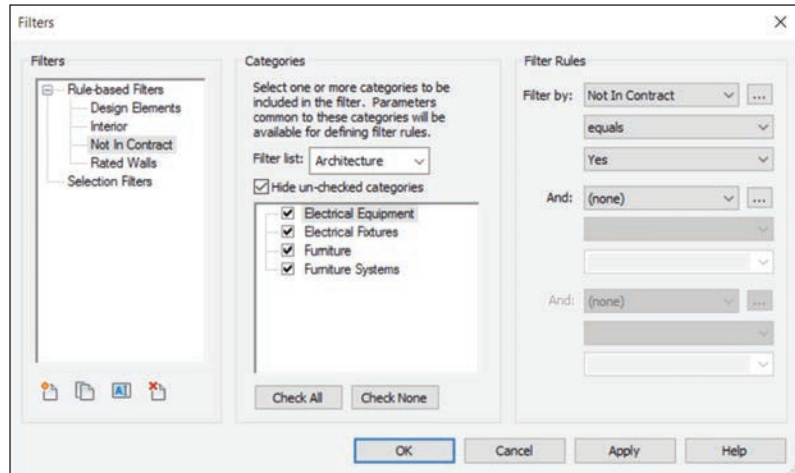 Filters
Filters
Rule-based Filters
Design Elements
Interior
Not In Contract
Rated Walls
Selection Filters
Categories
Select one or more categories to be
included in the filter. Parameters
common to these categories will be
available for defining filter rules.
Filter list: Architecture
Hide un-checked categories
Electrical Equipment
Electrical Fixtures
Furniture
Furniture Systems
Check All Check None
Filter Rules
Filter by: Not In Contract ...
equals
Yes
And: (none) ...
And: (none) ...
OK Cancel Apply Help